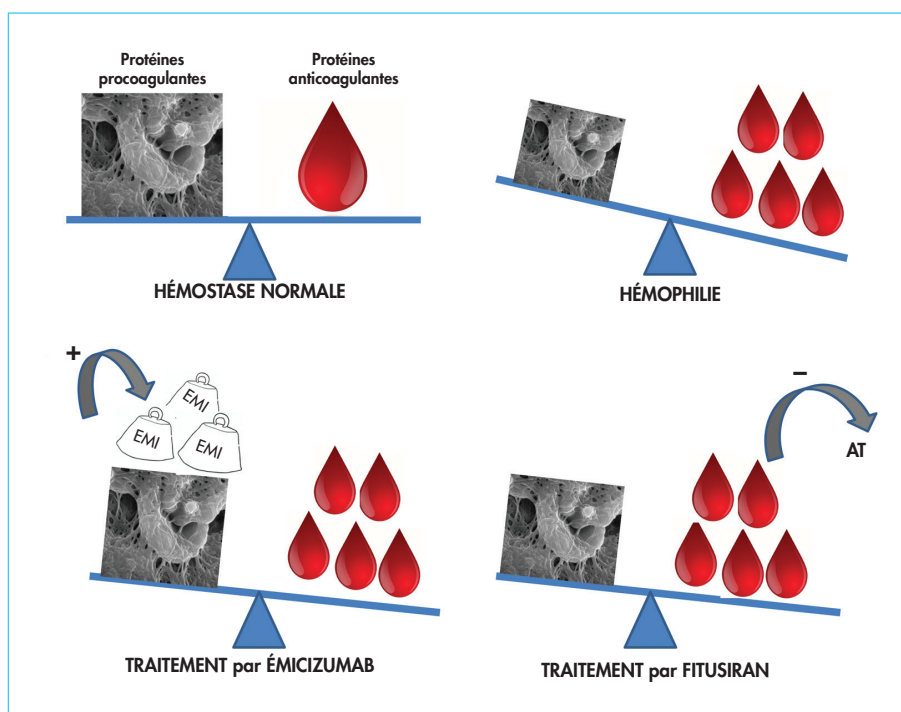 Protéines
procoagulantes
Protéines
anticoagulantes
HÉMOSTASE NORMALE
HÉMOPHILIE
+
EMI
EMI
EMI
TRAITEMENT par ÉMICIZUMAB
–
AT
TRAITEMENT par FITUSIRAN